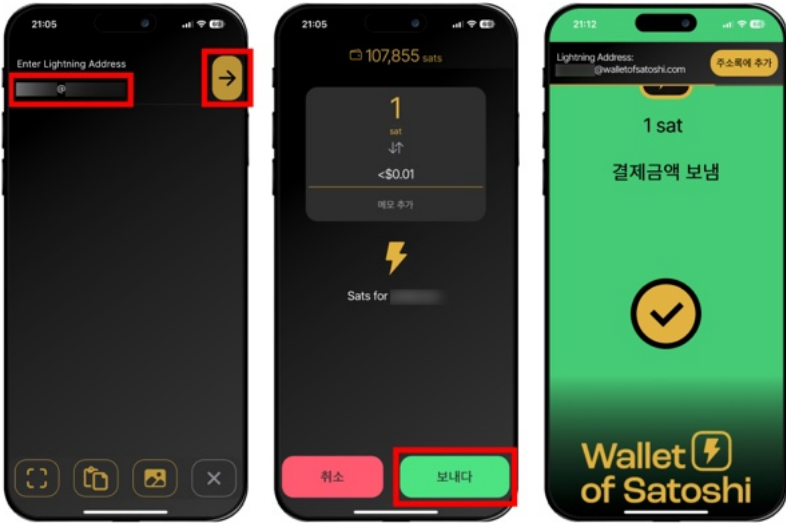 21:05
Enter Lightning Address
@
21:05
107,855 sats
1
sat
<$0.01
메모 추가
Sats for
취소
보내다
21:12
Lightning Address:
@walletofsatoshi.com
주소록에 추가
1 sat
결제금액 보냄
Wallet
of Satoshi